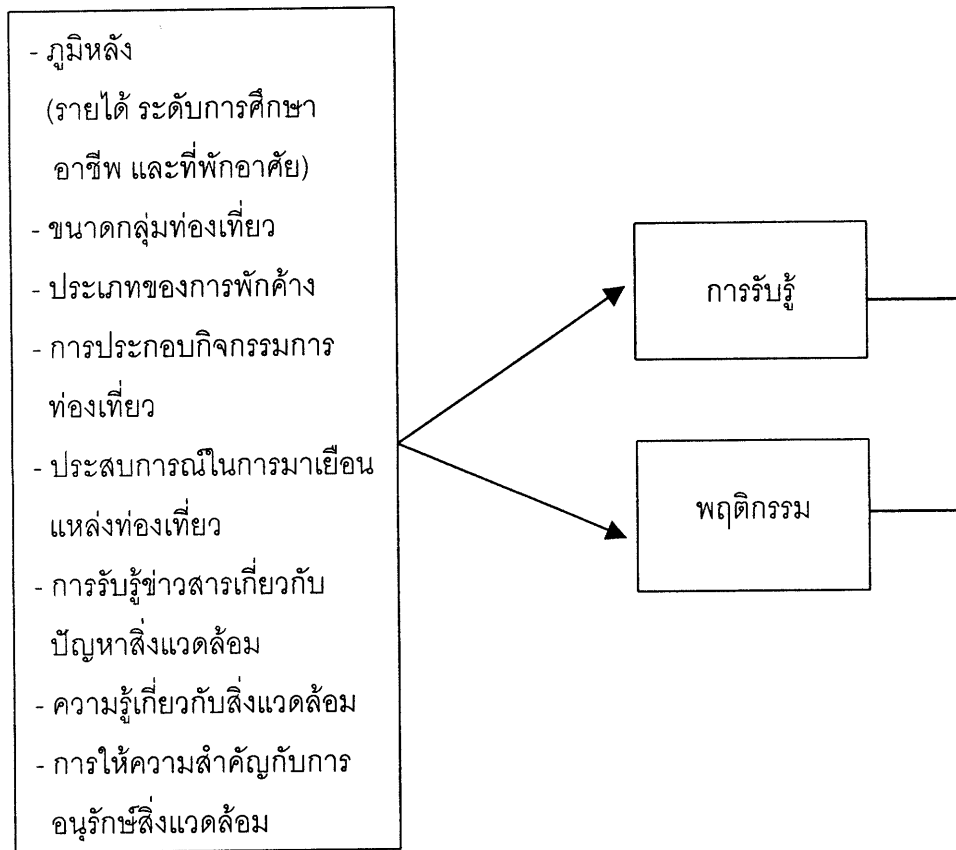 - ภูมิหลัง
(รายได้ ระดับการศึกษา
อาชีพ และที่พักอาศัย)
- ขนาดกลุ่มท่องเที่ยว
- ประเภทของการพักค้าง
- การประกอบกิจกรรมการ
ท่องเที่ยว
- ประสบการณ์ในการมาเยือน
แหล่งท่องเที่ยว
- การรับรู้ข่าวสารเกี่ยวกับ
ปัญหาสิ่งแวดล้อม
- ความรู้เกี่ยวกับสิ่งแวดล้อม
- การให้ความสำคัญกับการ
อนุรักษ์สิ่งแวดล้อม
การรับรู้
พฤติกรรม